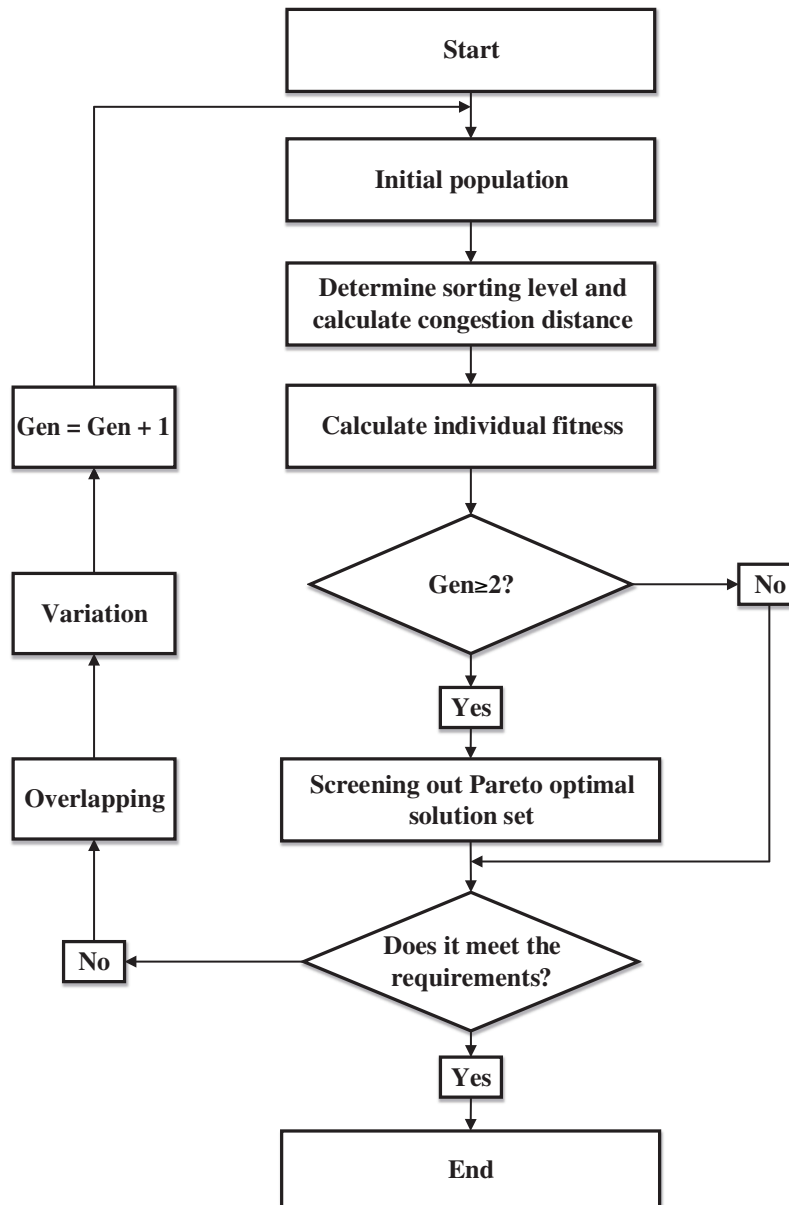 Start
Initial population
Determine sorting level and
calculate congestion distance
Gen = Gen + 1
Calculate individual fitness
Gen≥2?
No
Variation
Yes
Screening out Pareto optimal
solution set
Overlapping
Does it meet the
requirements?
No
Yes
End